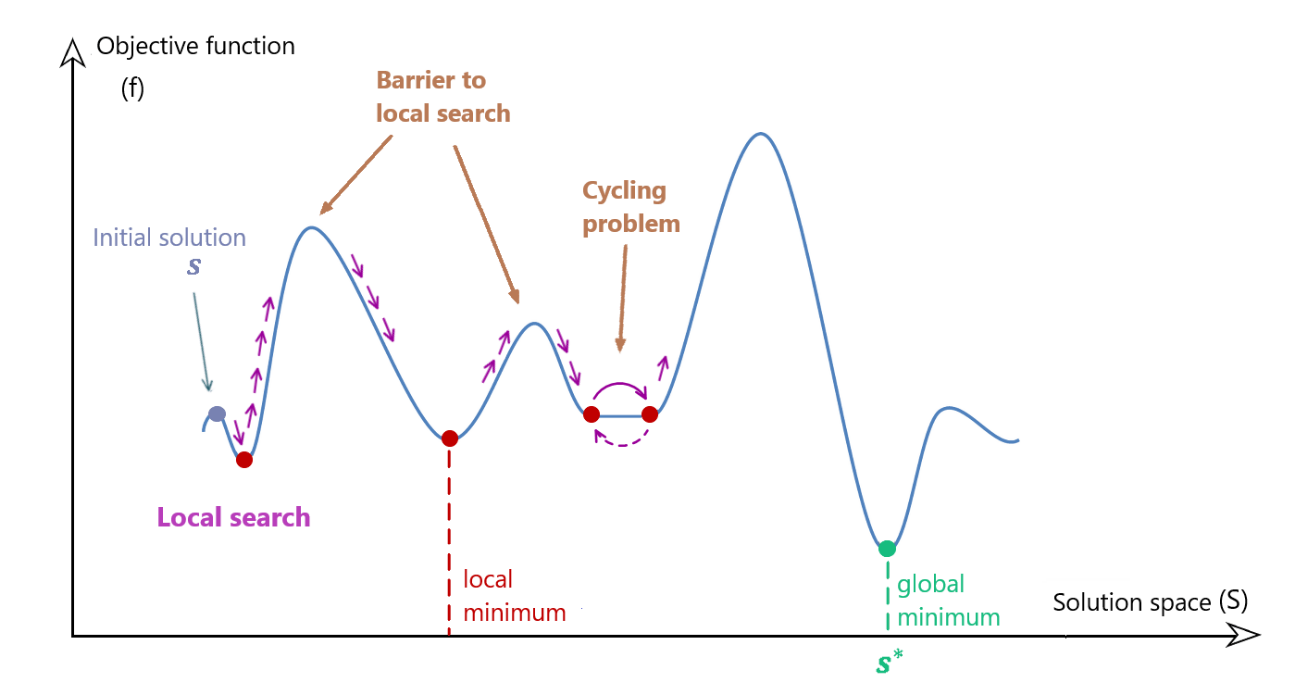 Objective function
(f)
Barrier to
local search
Cycling
problem
Initial solution
s
Local search
local
minimum
global
minimum
Solution space (S)
s*